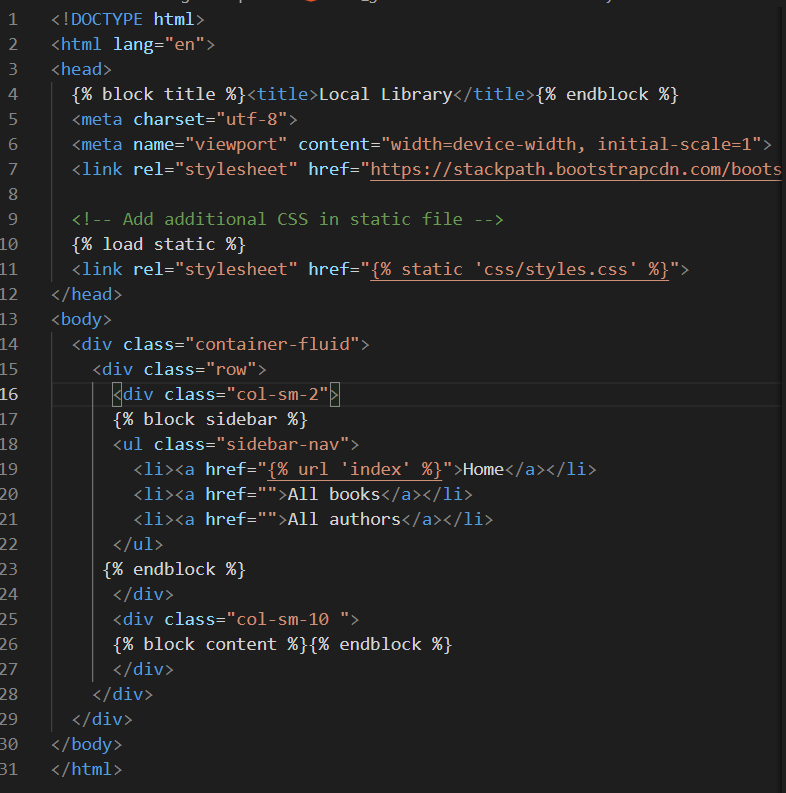 1 <!DOCTYPE html>
2 <html lang="en">
3 <head>
4   {% block title %}<title>Local Library</title>{% endblock %}
5   <meta charset="utf-8">
6   <meta name="viewport" content="width=device-width, initial-scale=1">
7   <link rel="stylesheet" href="https://stackpath.bootstrapcdn.com/boots
8
9   <!-- Add additional CSS in static file -->
10   {% load static %}
11   <link rel="stylesheet" href="{% static 'css/styles.css' %}">
12 </head>
13 <body>
14   <div class="container-fluid">
15     <div class="row">
16       <div class="col-sm-2">
17       {% block sidebar %}
18       <ul class="sidebar-nav">
19         <li><a href="{% url 'index' %}">Home</a></li>
20         <li><a href="">All books</a></li>
21         <li><a href="">All authors</a></li>
22       </ul>
23      {% endblock %}
24       </div>
25       <div class="col-sm-10 ">
26       {% block content %}{% endblock %}
27       </div>
28     </div>
29   </div>
30 </body>
31 </html>